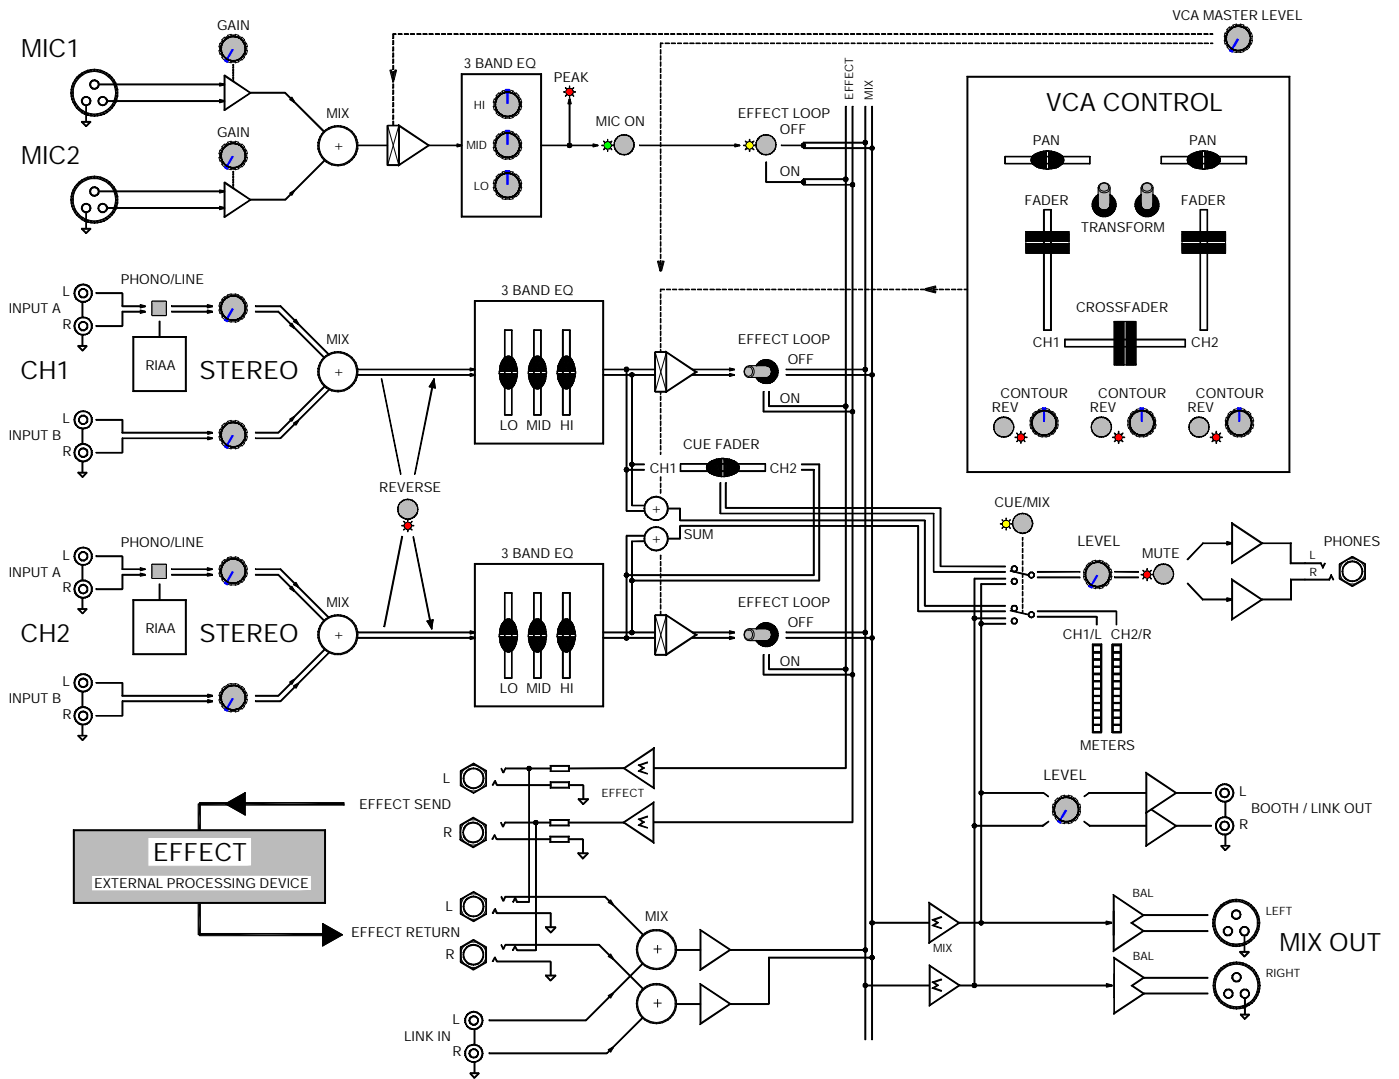 VCA MASTER LEVEL
MIC1
GAIN
MIX
3 BAND EQ
HI
MID
LO
PEAK
MIC ON
EFFECT LOOP
OFF
ON
EFFECT
MIX
MIC2
GAIN
VCA CONTROL
PAN
PAN
FADER
FADER
TRANSFORM
CROSSFADER
CH1
CH2
CONTOUR
REV
CONTOUR
REV
CONTOUR
REV
PHONO/LINE
L
INPUT A
R
RIAA
CH1
STEREO
MIX
L
INPUT B
R
3 BAND EQ
LO MID HI
EFFECT LOOP
OFF
ON
CUE FADER
CH1
CH2
REVERSE
SUM
CUE/MIX
LEVEL
MUTE
L
R
PHONES
PHONO/LINE
L
INPUT A
R
RIAA
CH2
STEREO
MIX
L
INPUT B
R
3 BAND EQ
LO MID HI
EFFECT LOOP
OFF
ON
CH1/L CH2/R
METERS
L
EFFECT
R
EFFECT SEND
EFFECT
EXTERNAL PROCESSING DEVICE
EFFECT RETURN
L
R
MIX
LINK IN
L
R
LEVEL
L
R
BOOTH / LINK OUT
MIX
BAL
LEFT
BAL
RIGHT
MIX OUT